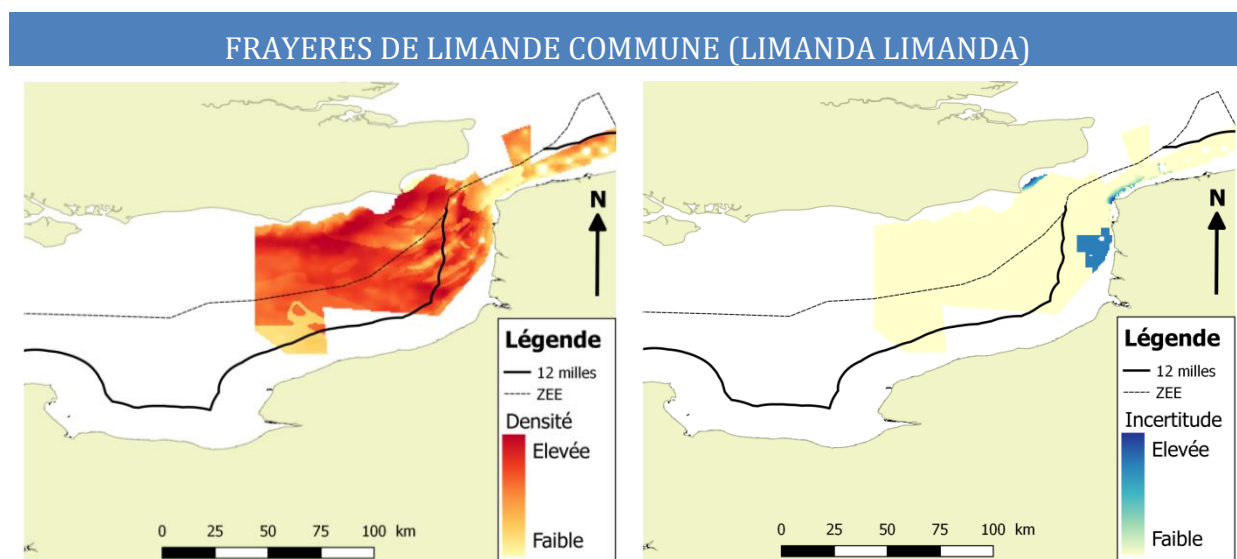 FRAYERES DE LIMANDE COMMUNE (LIMANDA LIMANDA)
N
Légende
12 milles
ZEE
Densité
Elevée
Faible
0 25 50 75 100 km
N
Légende
12 milles
ZEE
Incertitude
Elevée
Faible
0 25 50 75 100 km